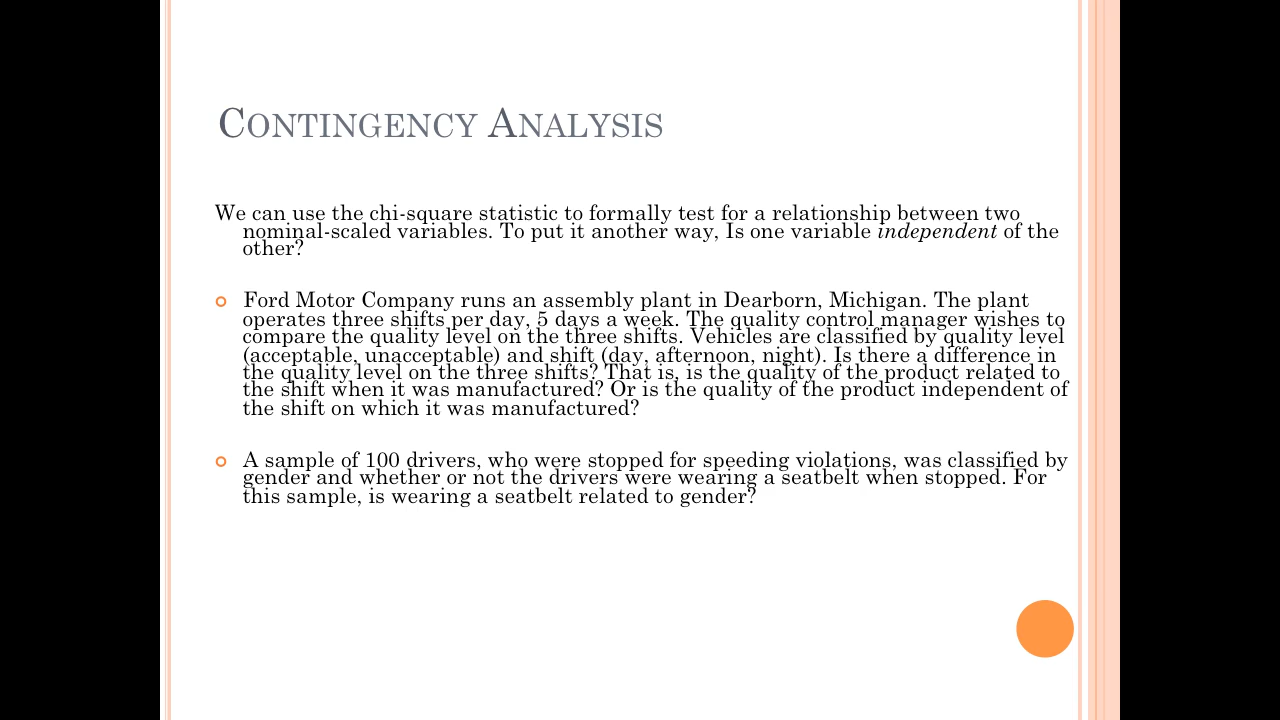 CONTINGENCY ANALYSIS
We can use the chi-square statistic to formally test for a relationship between two
nominal-scaled variables. To put it another way, Is one variable independent of the
other?
Ford Motor Company runs an assembly plant in Dearborn, Michigan. The plant
operates three shifts per day, 5 days a week. The quality control manager wishes to
compare the quality level on the three shifts. Vehicles are classified by quality level
(acceptable, unacceptable) and shift (day, afternoon, night). Is there a difference in
the quality level on the three shifts? That is, is the quality of the product related to
the shift when it was manufactured? Or is the quality of the product independent of
the shift on which it was manufactured?
A sample of 100 drivers, who were stopped for speeding violations, was classified by
gender and whether or not the drivers were wearing a seatbelt when stopped. For
this sample, is wearing a seatbelt related to gender?